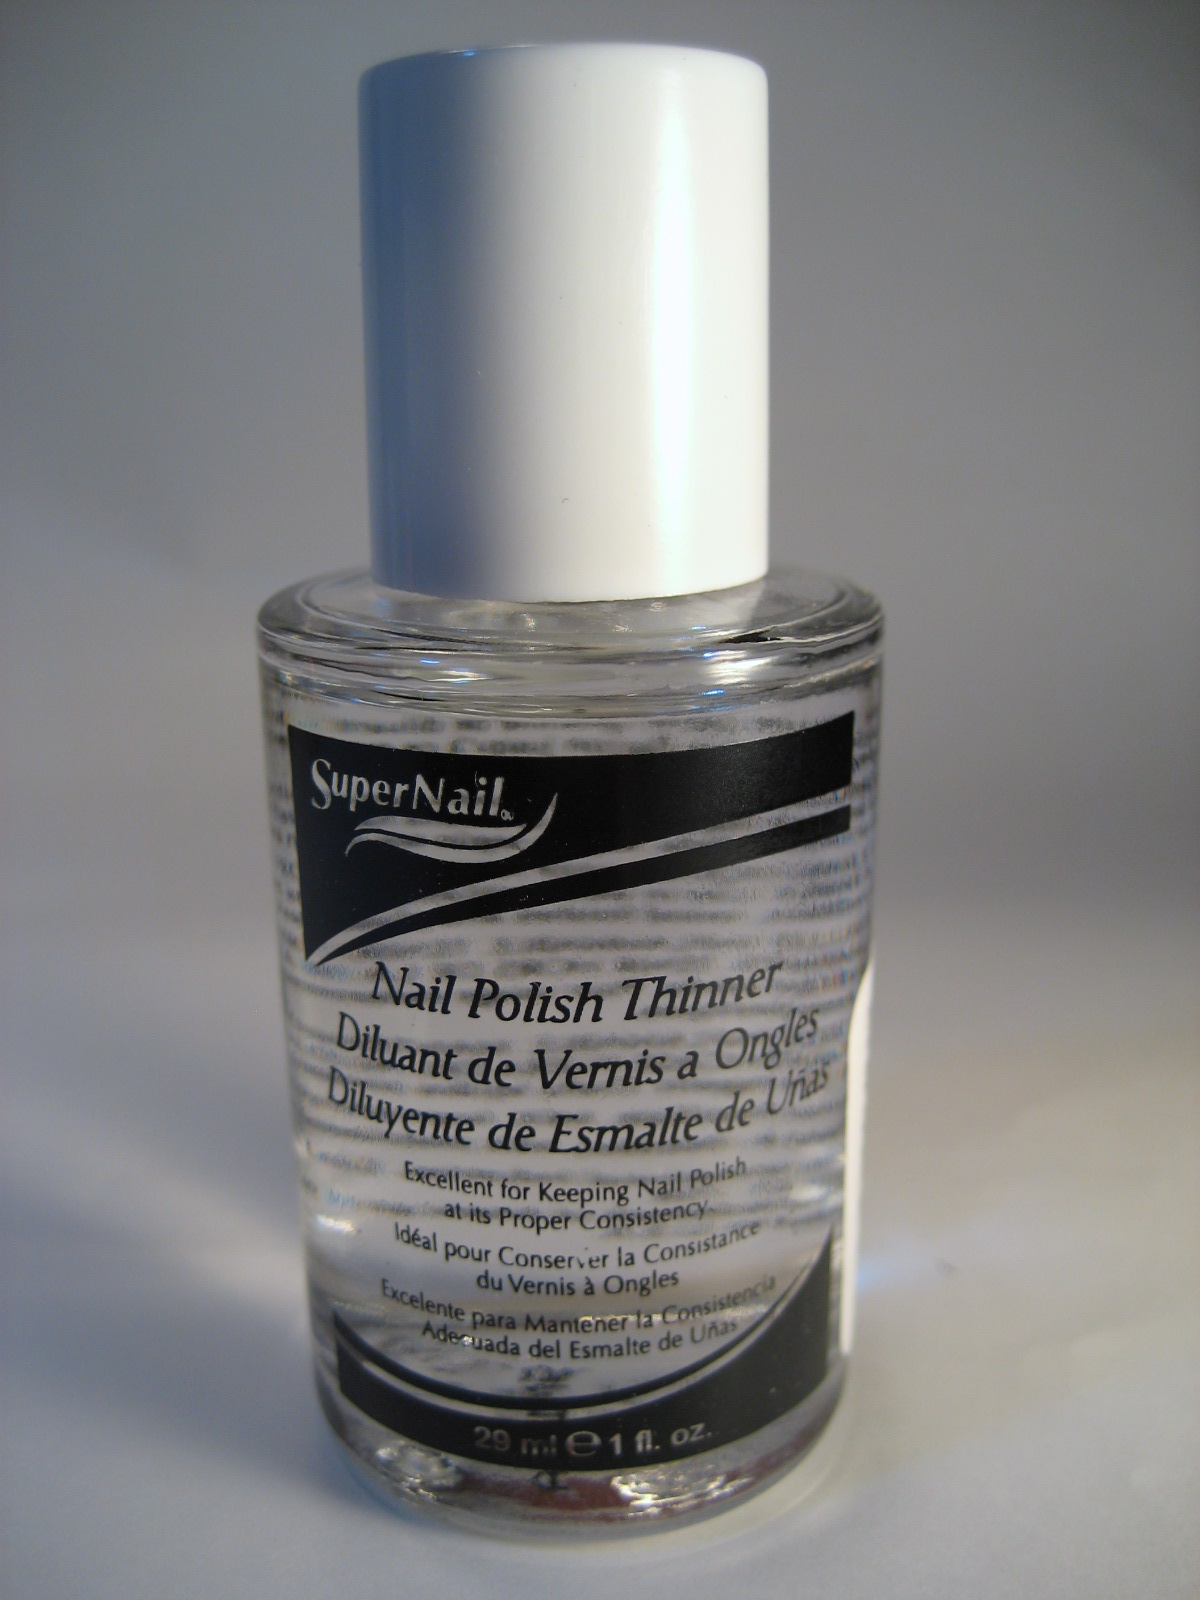 SuperNail
Nail Polish Thinner
Diluant de Vernis a Ongles
Diluyente de Esmalte de Uñas
Excellent for Keeping Nail Polish
at its Proper Consistency
Idéal pour Conserver la Consistance
du Vernis à Ongles
Excelente para Mantener la Consistencia
Adecuada del Esmalte de Uñas
29 ml ℮ 1 fl. oz.